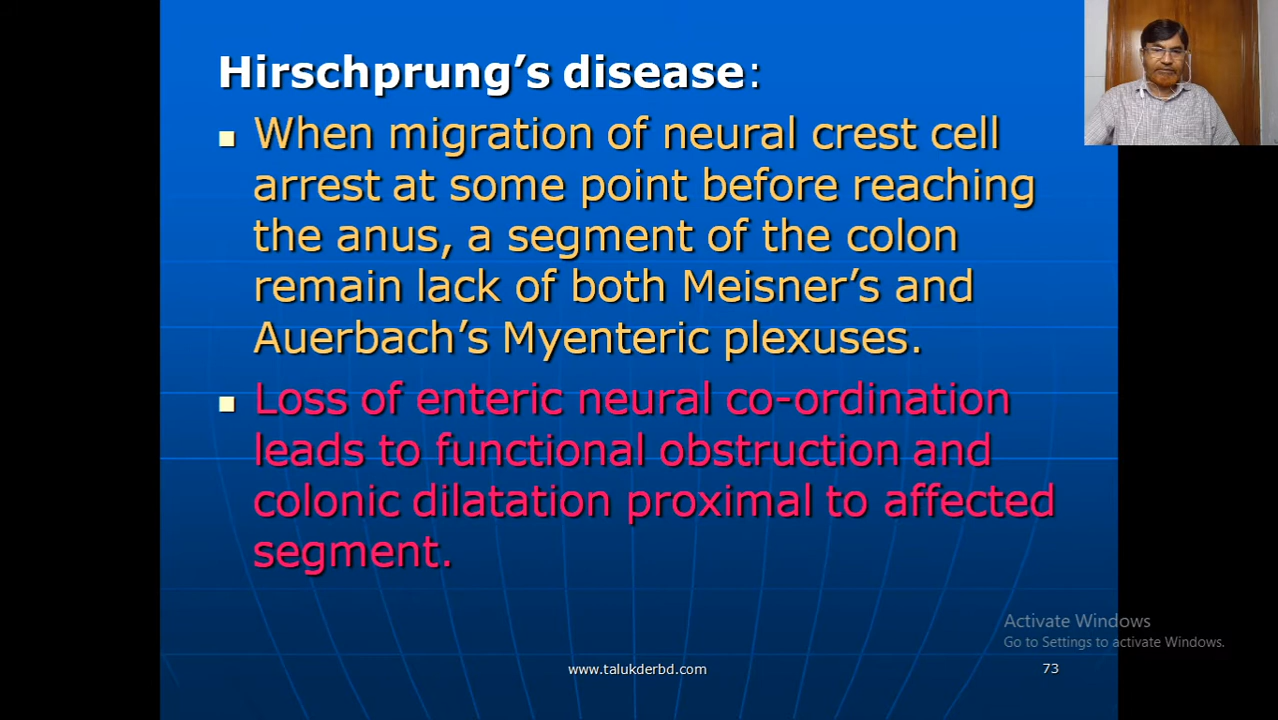 Hirschprung’s disease:
When migration of neural crest cell
arrest at some point before reaching
the anus, a segment of the colon
remain lack of both Meisner’s and
Auerbach’s Myenteric plexuses.
Loss of enteric neural co-ordination
leads to functional obstruction and
colonic dilatation proximal to affected
segment.
Activate Windows
Go to Settings to activate Windows.
www.talukderbd.com
73